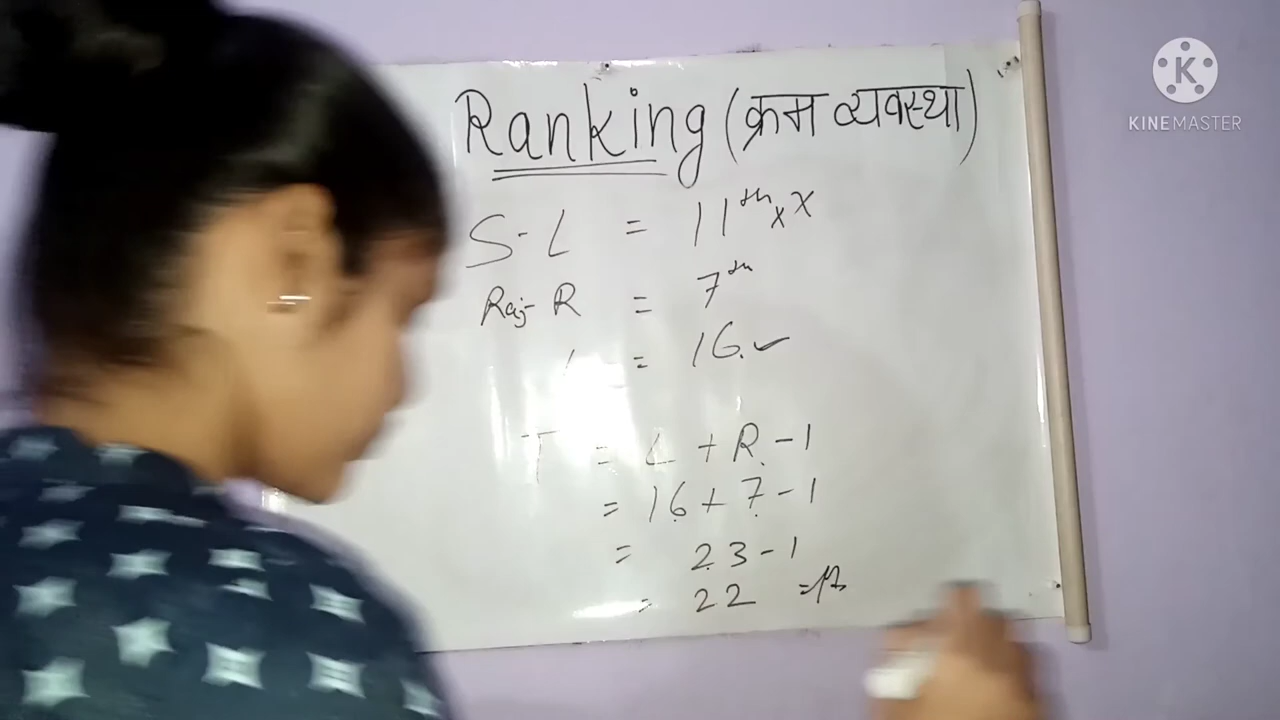 Ranking (क्रम व्यवस्था)
K
KINEMASTER
S-L = 11th x x
Raj-R = 7th
= 16.✓
T = L + R - 1
= 16 + 7 - 1
= 23 - 1
= 22